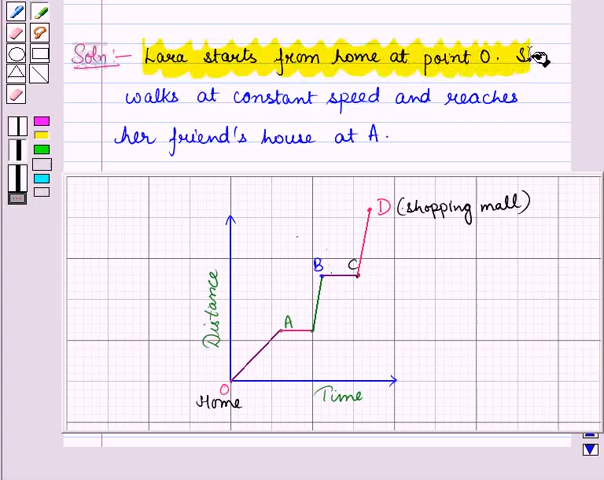 Soln:- Lara starts from home at point O. S
walks at constant speed and reaches
her friend's house at A.
D (shopping mall)
B C
Distance
A
O
Home
Time